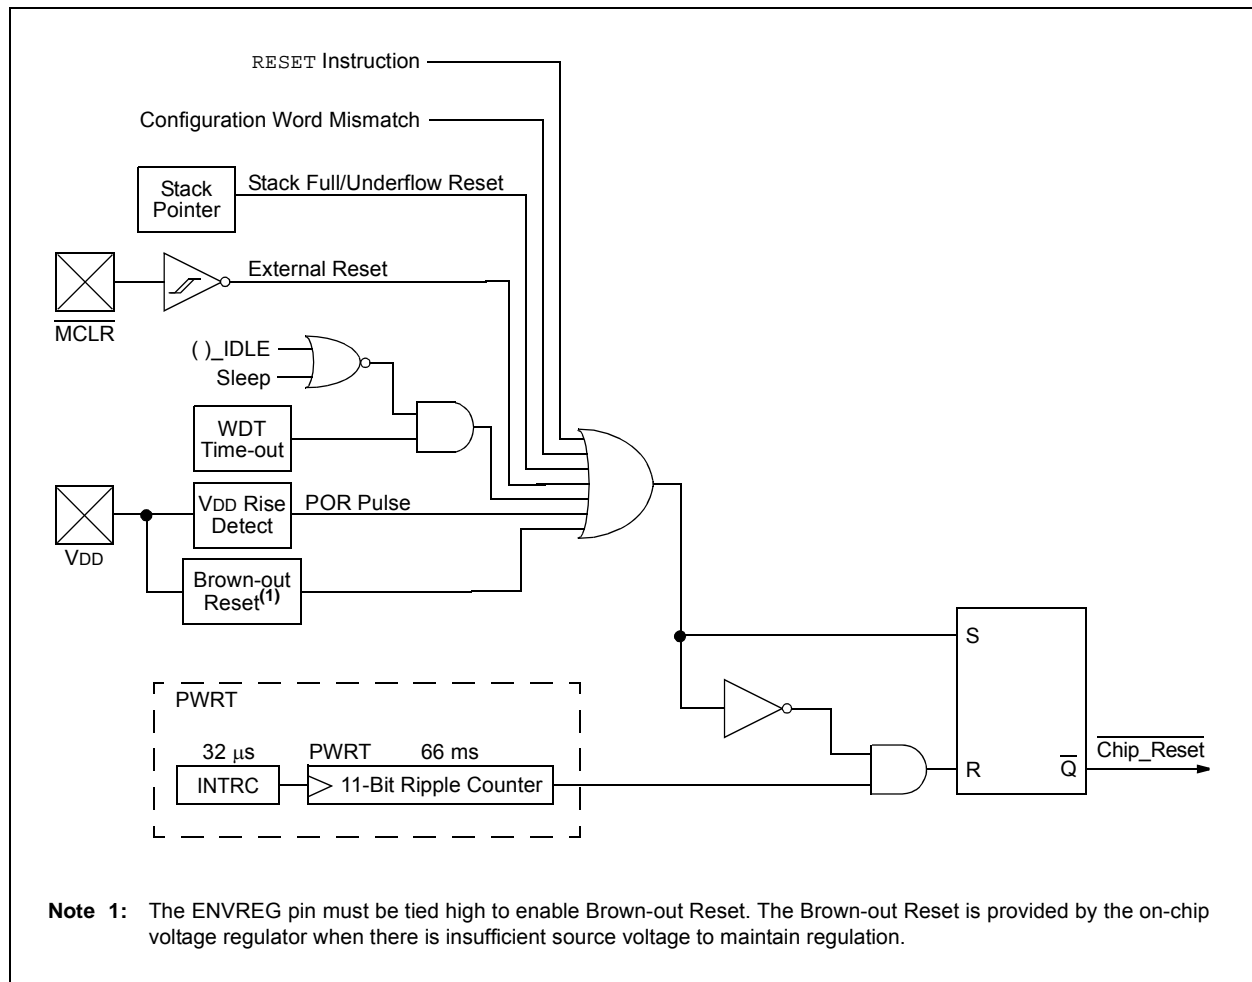 RESET Instruction
Configuration Word Mismatch
Stack
Pointer
Stack Full/Underflow Reset
External Reset
MCLR
( )_IDLE
Sleep
WDT
Time-out
VDD Rise
Detect
POR Pulse
VDD
Brown-out
Reset(1)
S
PWRT
32 μs
PWRT
66 ms
INTRC
11-Bit Ripple Counter
R
Q
Chip_Reset
Note 1: The ENVREG pin must be tied high to enable Brown-out Reset. The Brown-out Reset is provided by the on-chip
voltage regulator when there is insufficient source voltage to maintain regulation.